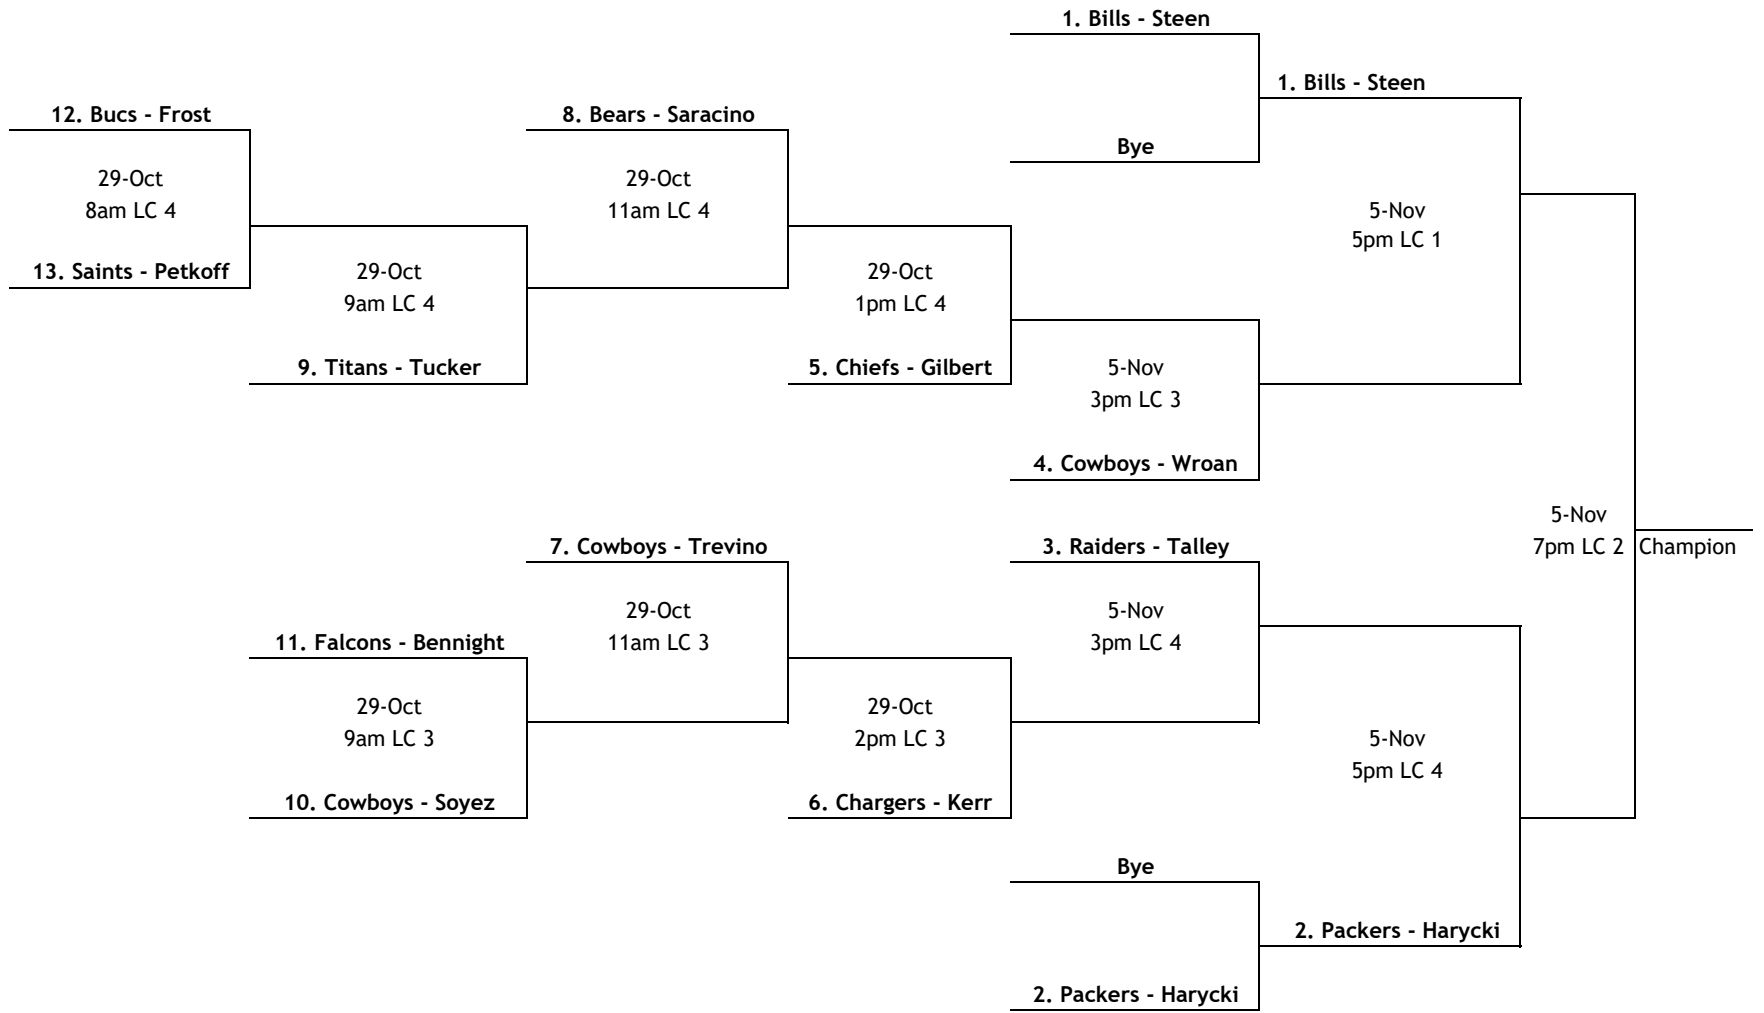 1. Bills - Steen
1. Bills - Steen
12. Bucs - Frost
8. Bears - Saracino
Bye
29-Oct
8am LC 4
29-Oct
11am LC 4
5-Nov
5pm LC 1
13. Saints - Petkoff
29-Oct
9am LC 4
29-Oct
1pm LC 4
9. Titans - Tucker
5. Chiefs - Gilbert
5-Nov
3pm LC 3
4. Cowboys - Wroan
5-Nov
7pm LC 2
Champion
7. Cowboys - Trevino
3. Raiders - Talley
29-Oct
11am LC 3
5-Nov
3pm LC 4
11. Falcons - Bennight
29-Oct
9am LC 3
29-Oct
2pm LC 3
5-Nov
5pm LC 4
10. Cowboys - Soyez
6. Chargers - Kerr
Bye
2. Packers - Harycki
2. Packers - Harycki